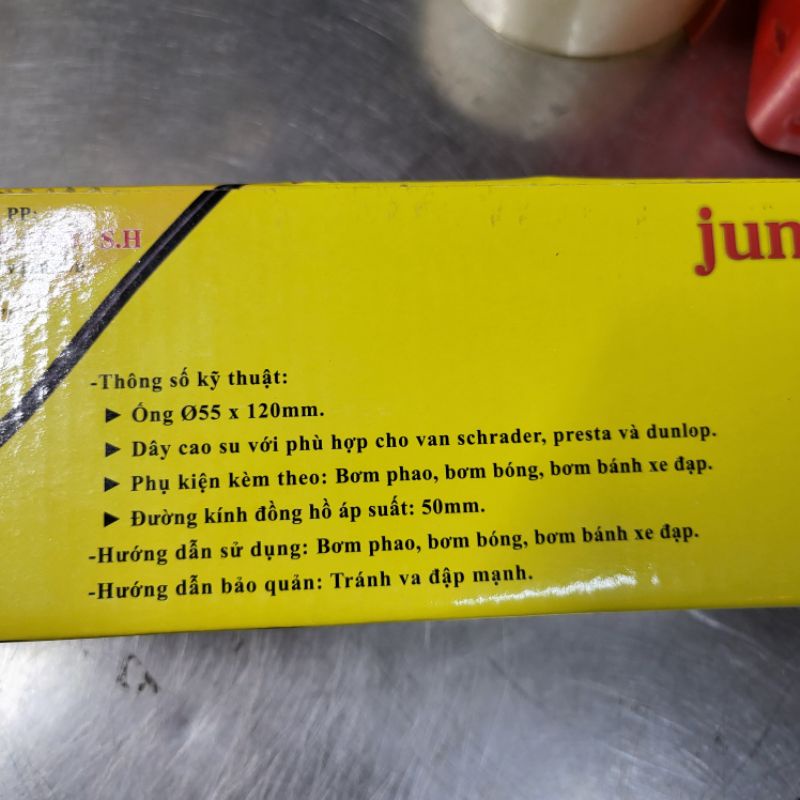 PP:
S.H
jun
-Thông số kỹ thuật:
► Ống Ø55 x 120mm.
► Dây cao su với phù hợp cho van schrader, presta và dunlop.
► Phụ kiện kèm theo: Bơm phao, bơm bóng, bơm bánh xe đạp.
► Đường kính đồng hồ áp suất: 50mm.
-Hướng dẫn sử dụng: Bơm phao, bơm bóng, bơm bánh xe đạp.
-Hướng dẫn bảo quản: Tránh va đập mạnh.